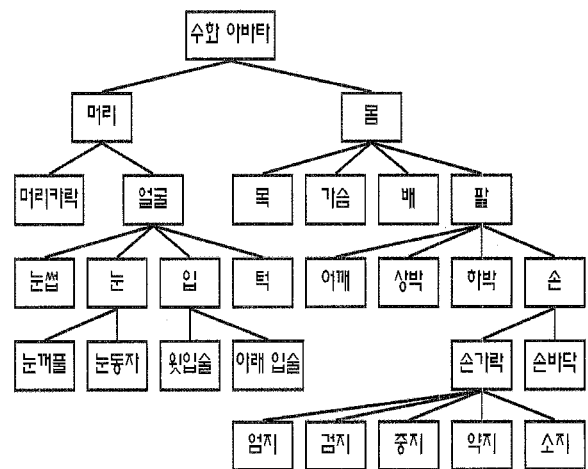 수화 아바타
머리 몸
머리카락 얼굴 목 가슴 배 팔
눈썹 눈 입 턱 어깨 상박 하박 손
눈꺼풀 눈동자 윗입술 아래 입술 손가락 손바닥
엄지 검지 중지 약지 소지